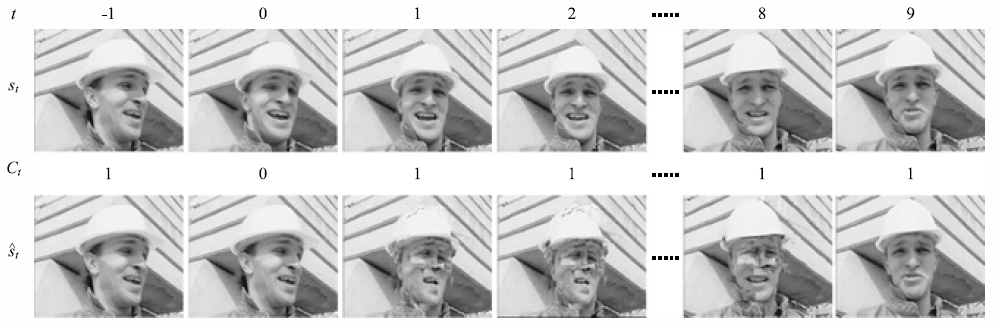 t -1 0 1 2 ...... 8 9
s_t ......
C_t 1 0 1 1 ...... 1 1
ŝ_t ......